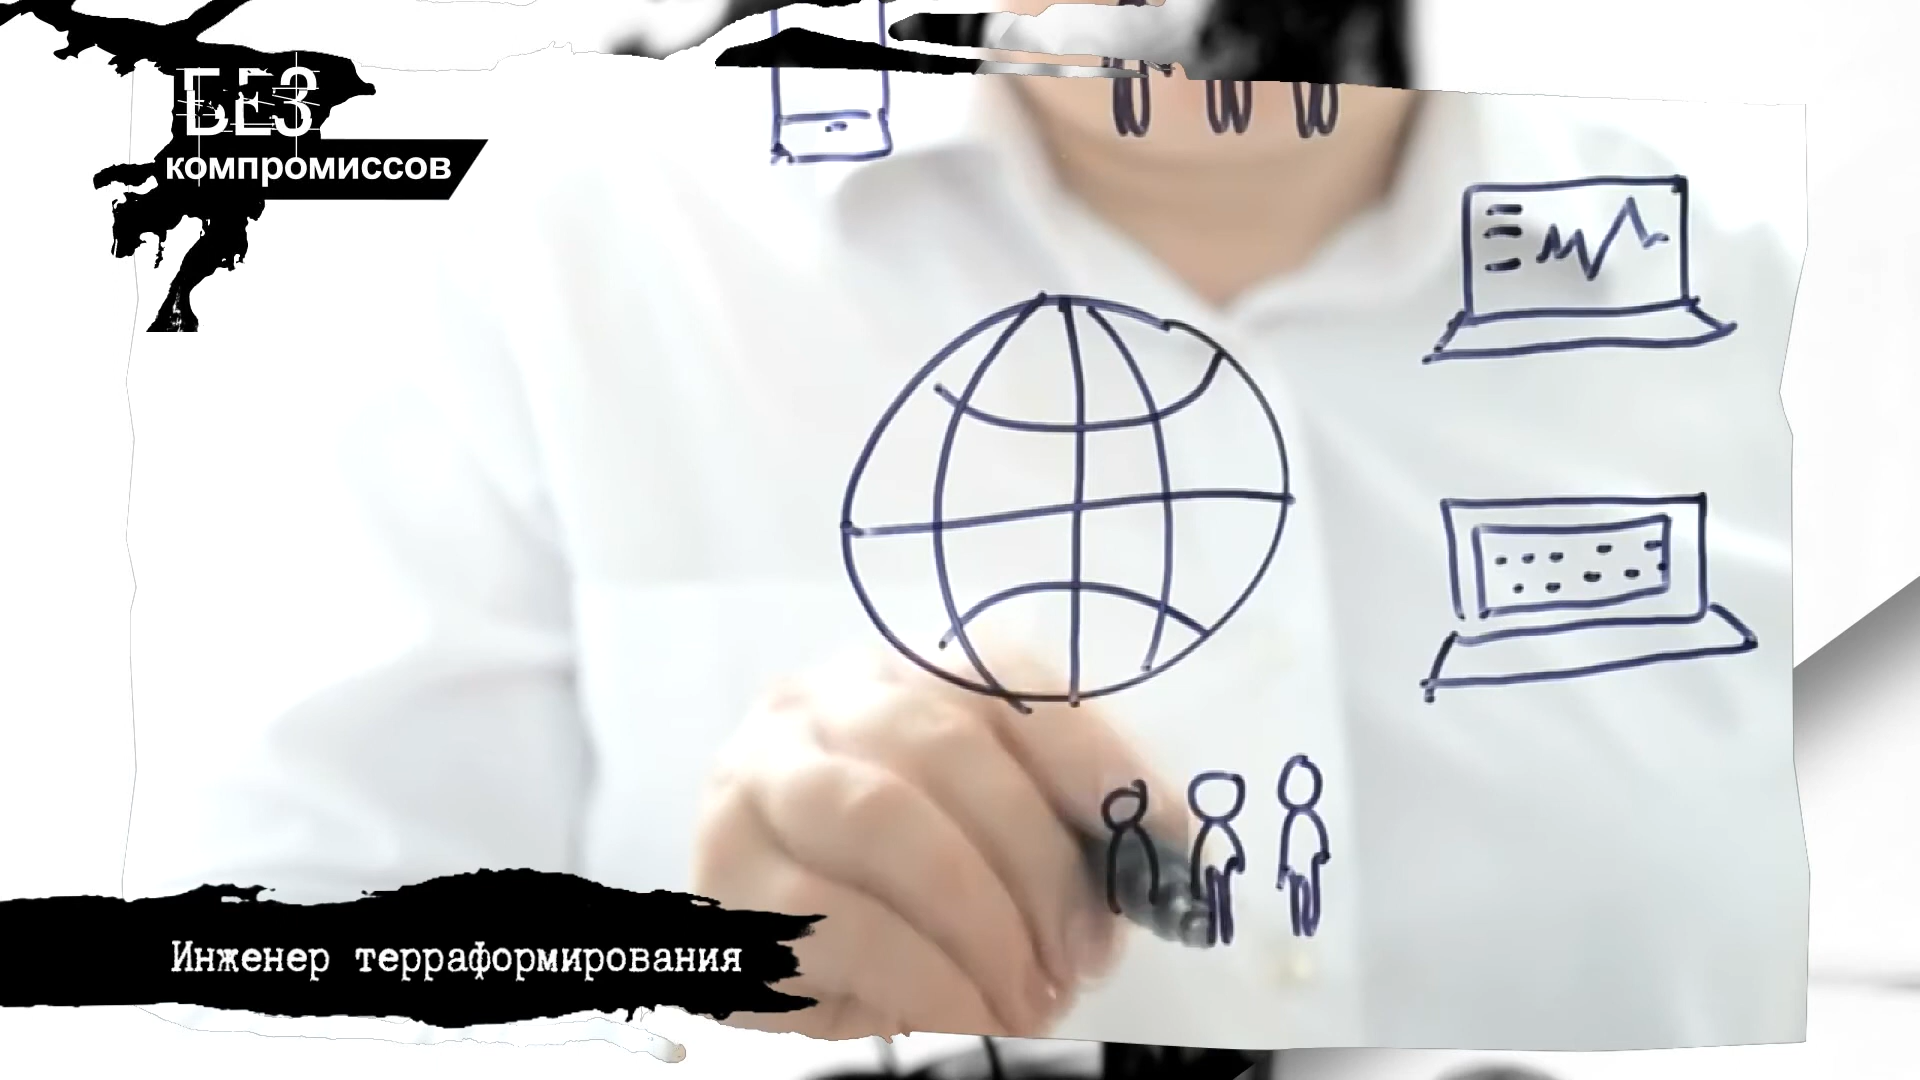 БЕЗ
компромиссов
Инженер терраформирования